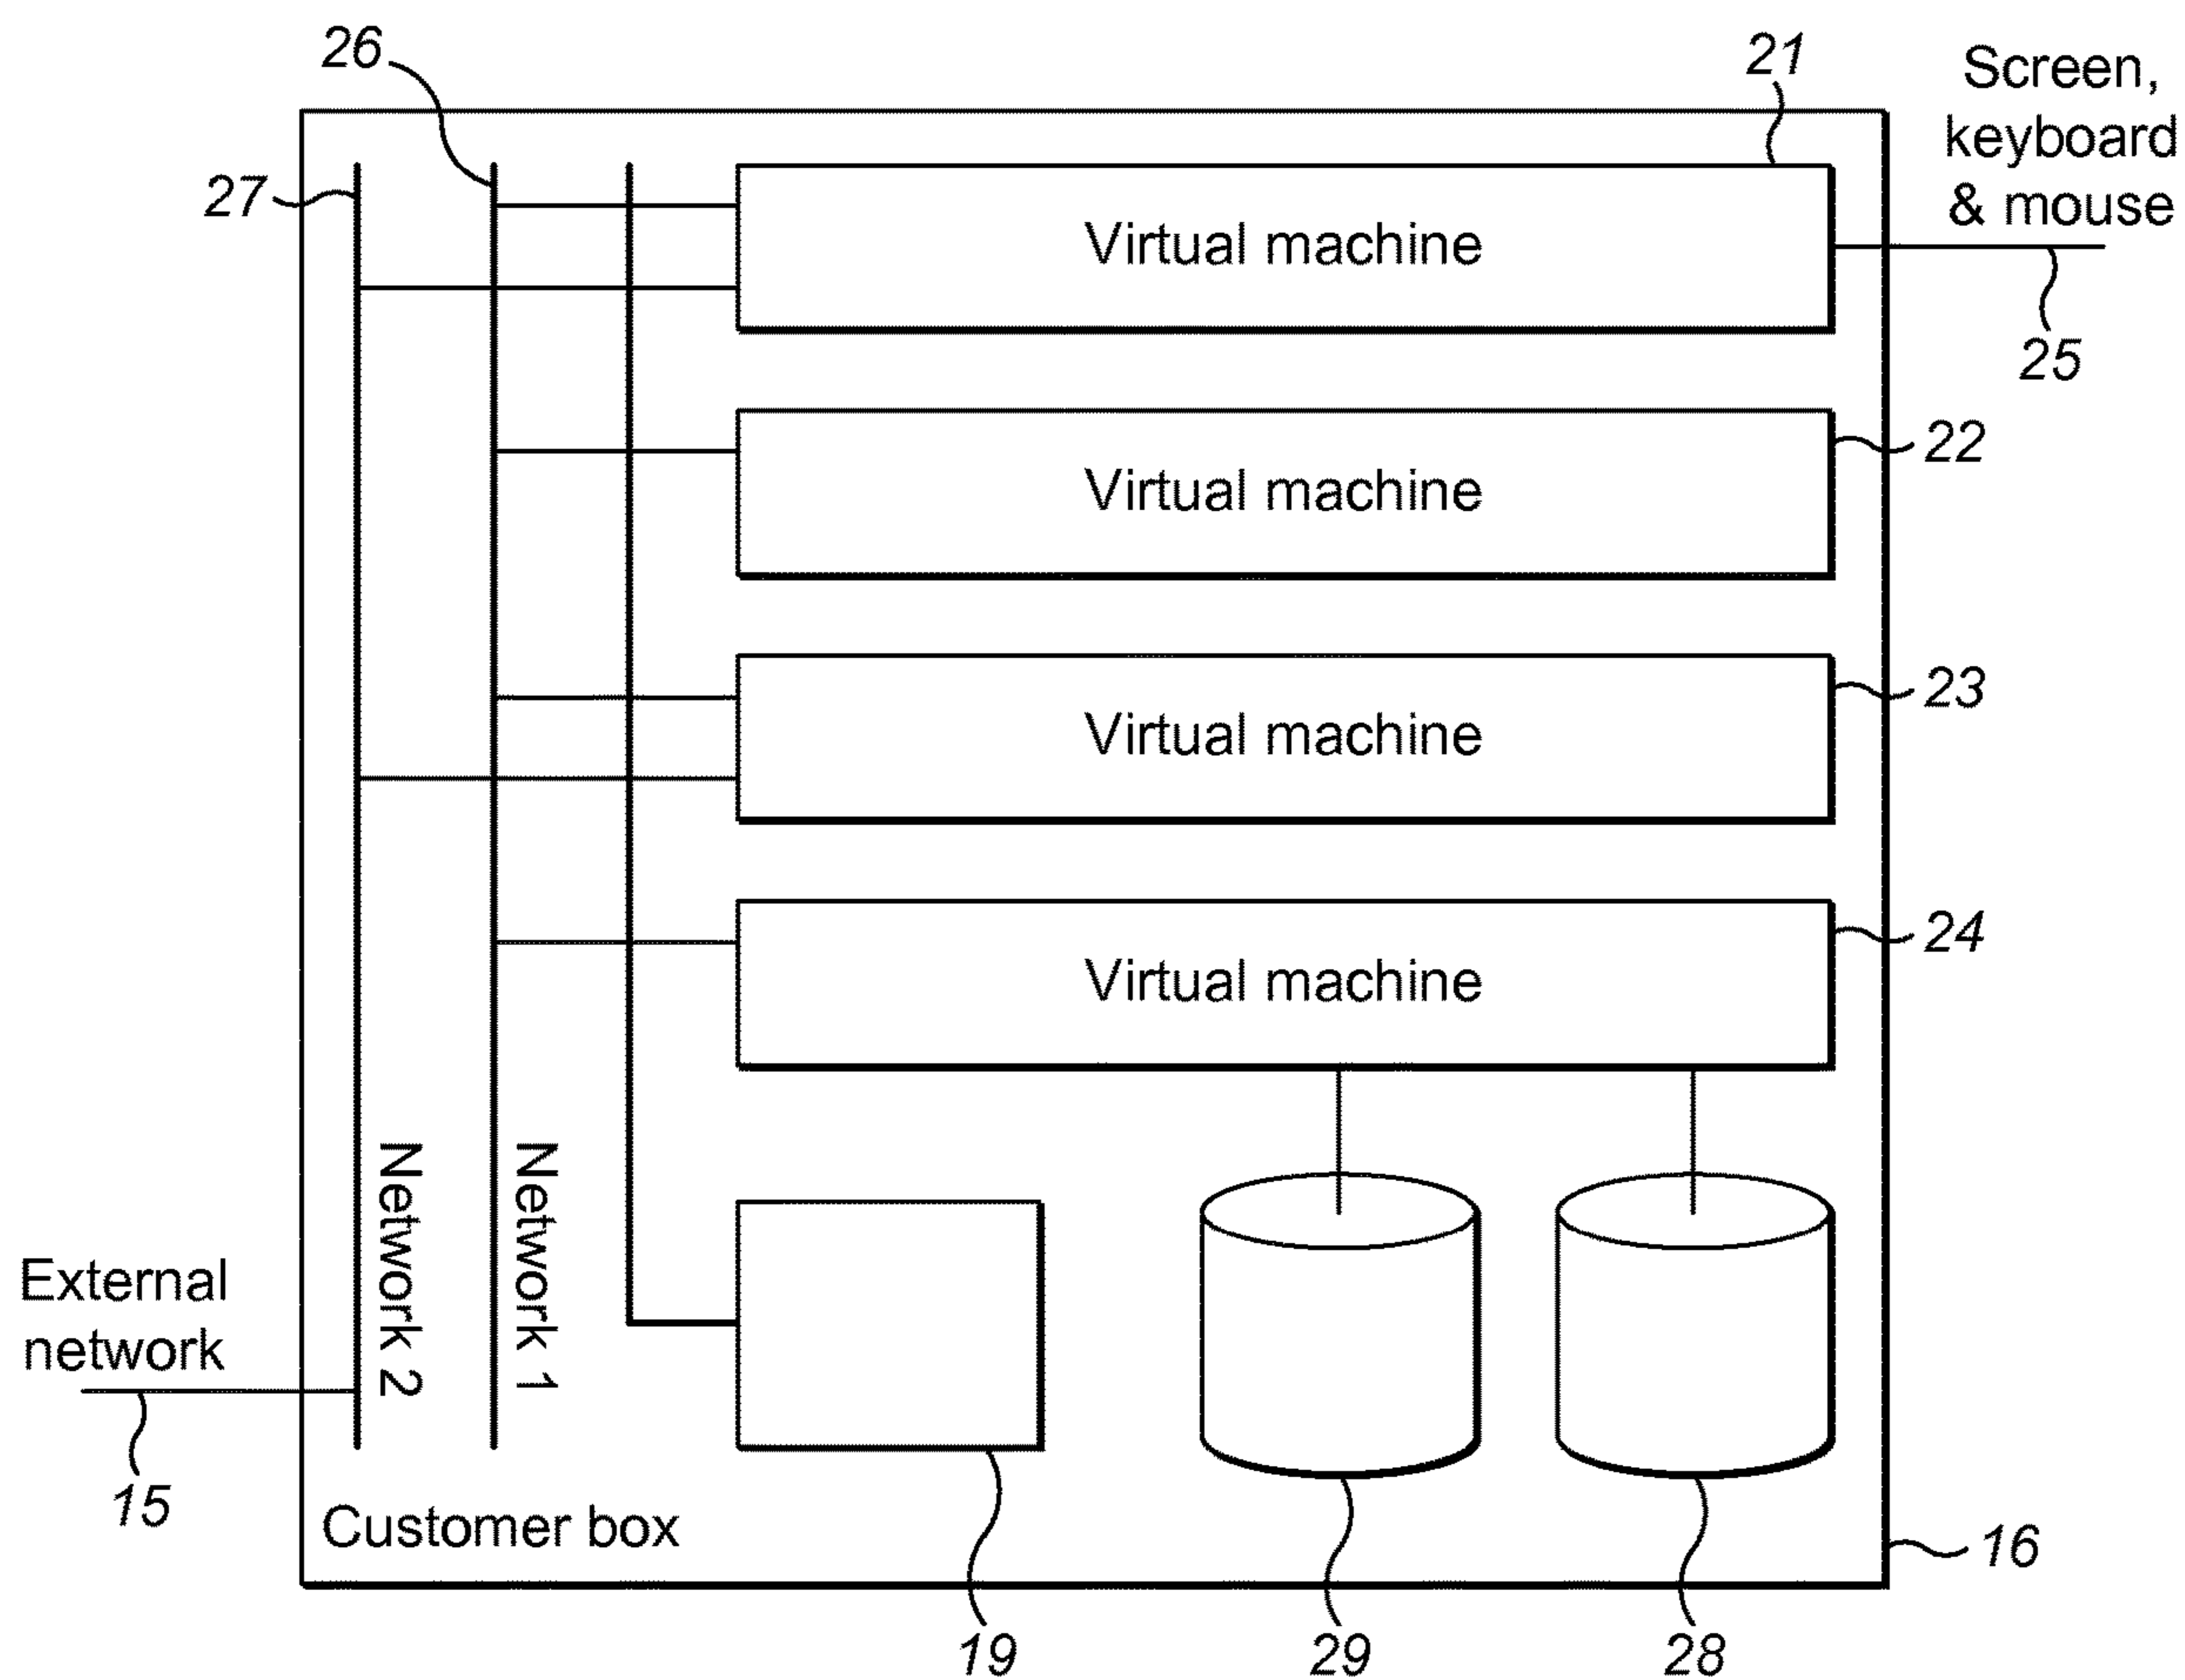 26
21
Screen,
keyboard
& mouse
27
Virtual machine
25
22
Virtual machine
23
Virtual machine
24
Virtual machine
Network 2
Network 1
External
network
15
Customer box
16
19
29
28